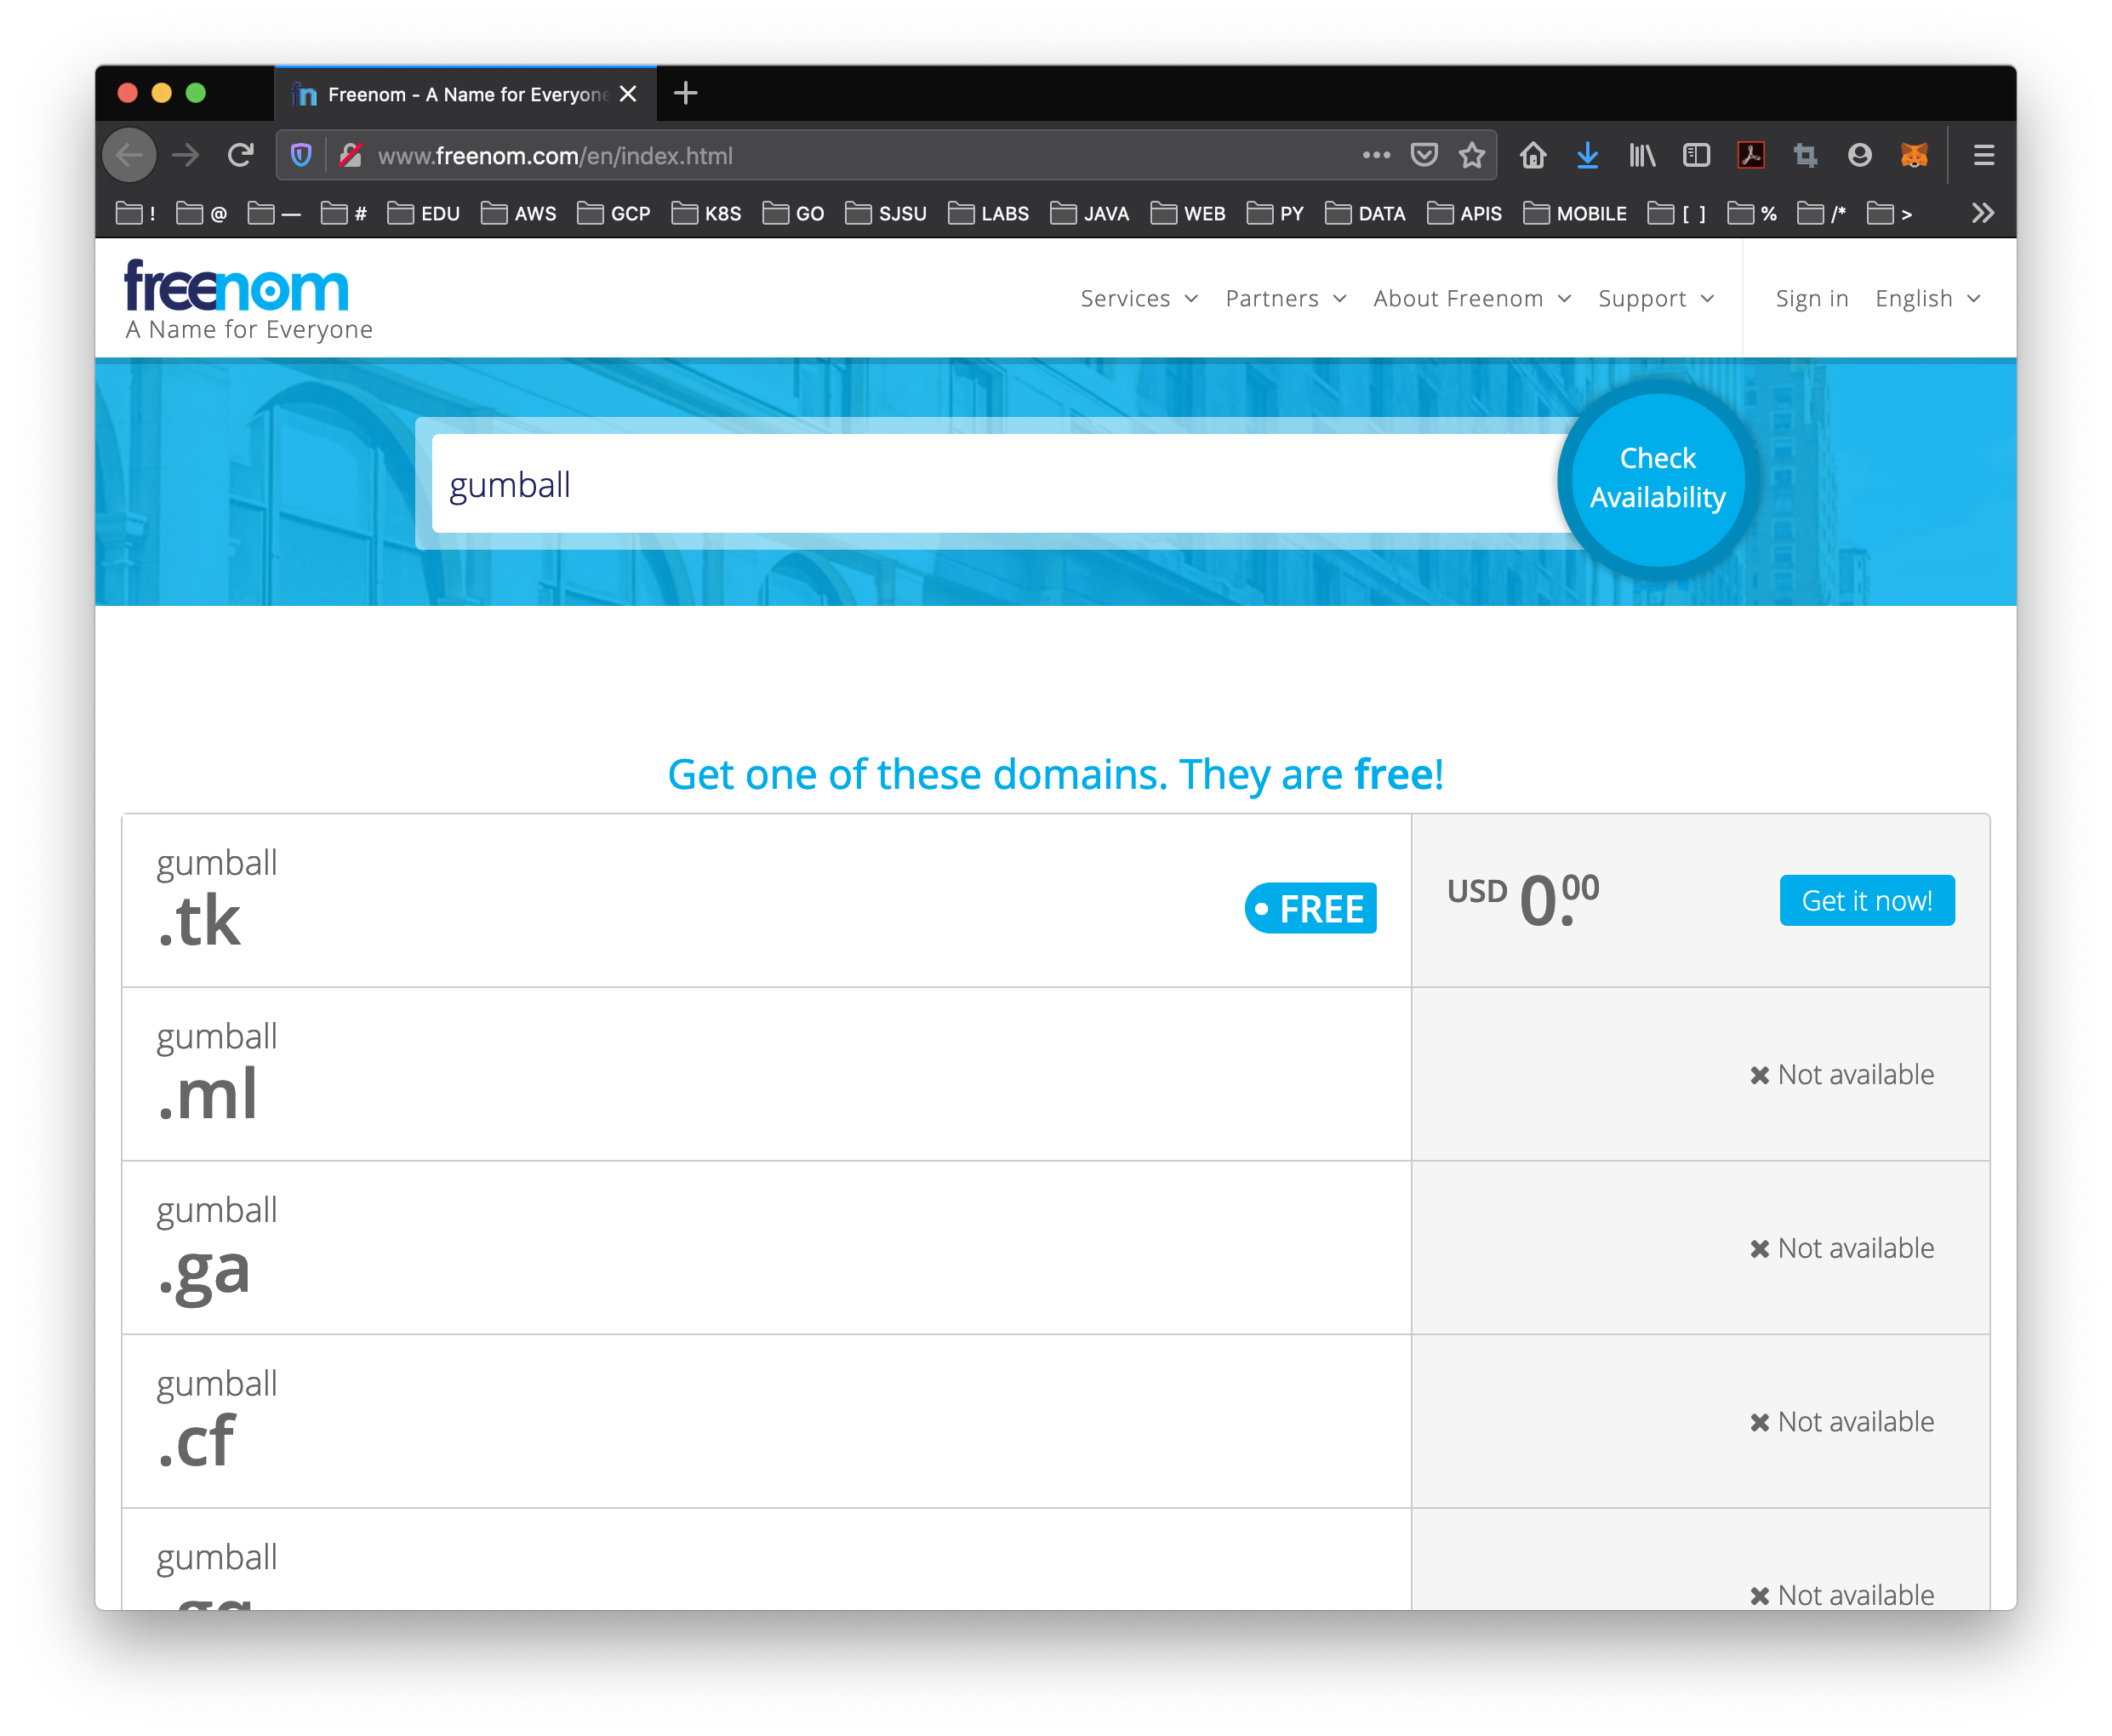 Freenom - A Name for Everyone
www.freenom.com/en/index.html
! @ — # EDU AWS GCP K8S GO SJSU LABS JAVA WEB PY DATA APIS MOBILE [ ] % /* >
freenom
A Name for Everyone
Services Partners About Freenom Support Sign in English
gumball
Check
Availability
Get one of these domains. They are free!
gumball
.tk
FREE
USD 0.00
Get it now!
gumball
.ml
Not available
gumball
.ga
Not available
gumball
.cf
Not available
gumball
Not available